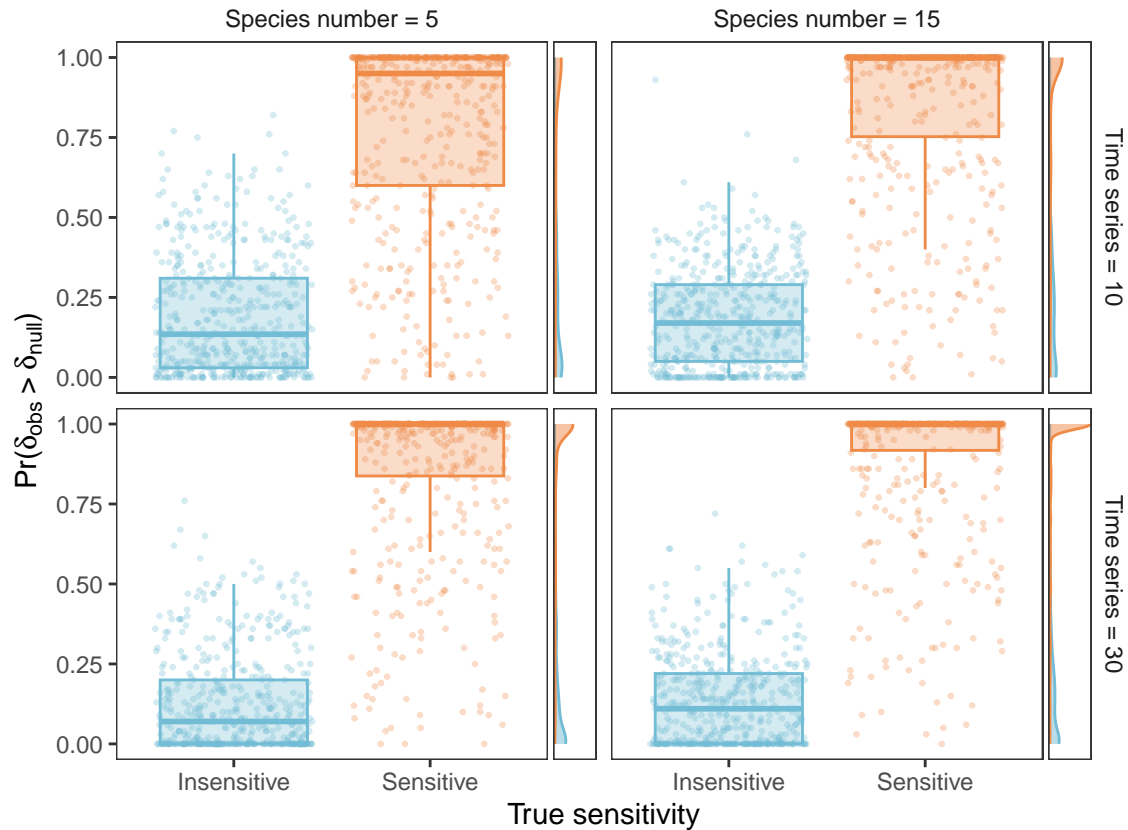 Species number = 5
Species number = 15
1.00
0.75
0.50
0.25
0.00
Time series = 10
1.00
0.75
0.50
0.25
0.00
Time series = 30
Pr(δobs > δnull)
Insensitive
Sensitive
Insensitive
Sensitive
True sensitivity